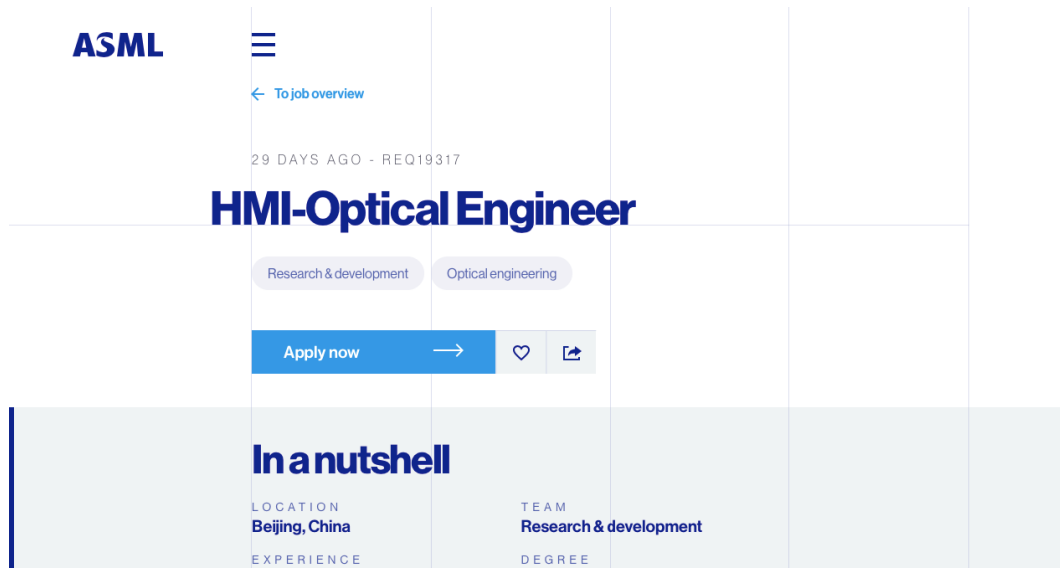 ASML
To job overview
29 DAYS AGO - REQ19317
HMI-Optical Engineer
Research & development
Optical engineering
Apply now
In a nutshell
LOCATION
Beijing, China
TEAM
Research & development
EXPERIENCE
DEGREE